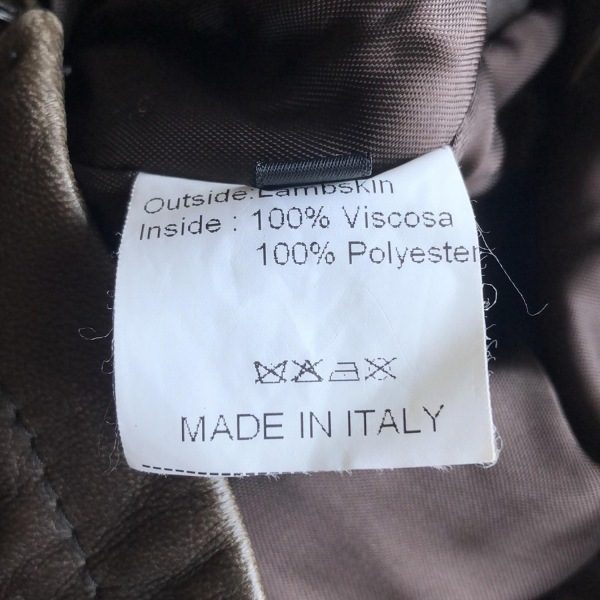 Outside:Lambskin
Inside : 100% Viscosa
100% Polyester
MADE IN ITALY